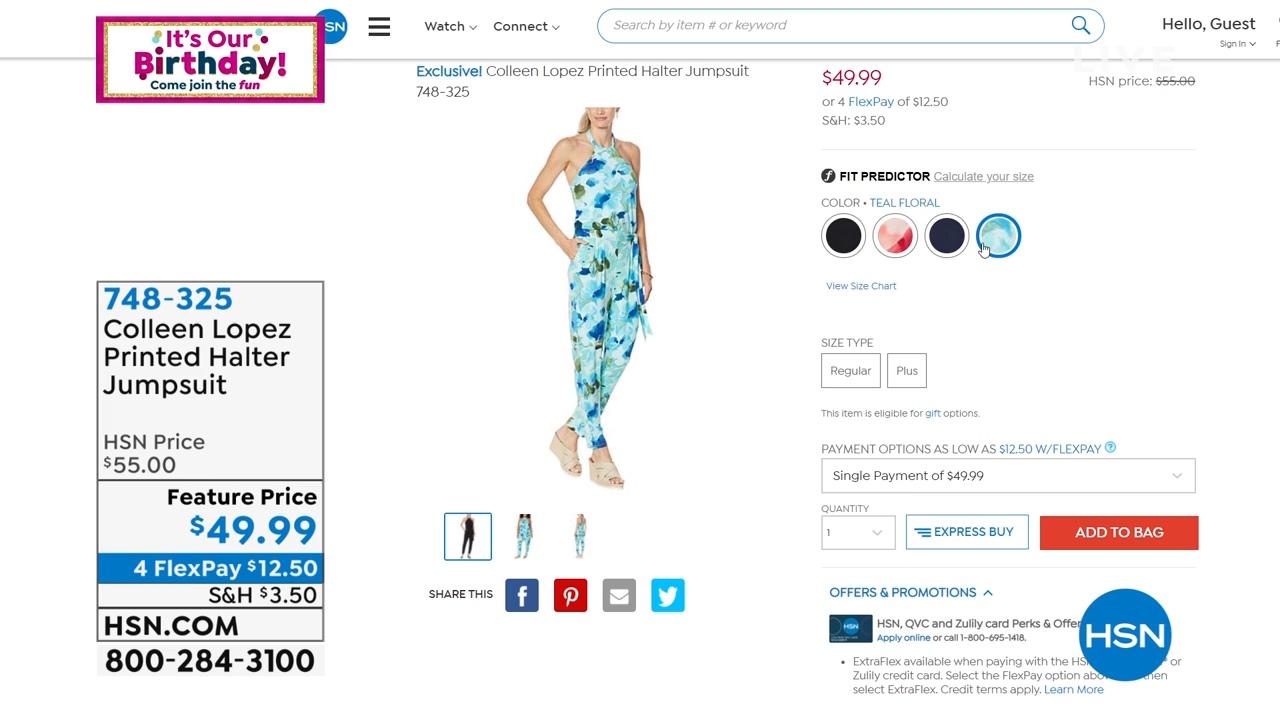 It's Our
Birthday!
Come join the fun
SN
Watch
Connect
Search by item # or keyword
Hello, Guest
Sign In
LIVE
Exclusive! Colleen Lopez Printed Halter Jumpsuit
748-325
$49.99
HSN price: $55.00
or 4 FlexPay of $12.50
S&H: $3.50
FIT PREDICTOR Calculate your size
COLOR • TEAL FLORAL
View Size Chart
SIZE TYPE
Regular
Plus
This item is eligible for gift options.
PAYMENT OPTIONS AS LOW AS $12.50 W/FLEXPAY ?
Single Payment of $49.99
QUANTITY
1
EXPRESS BUY
ADD TO BAG
SHARE THIS
OFFERS & PROMOTIONS
HSN
HSN, QVC and Zulily card Perks & Offer
Apply online or call 1-800-695-1418.
• ExtraFlex available when paying with the HS or
Zulily credit card. Select the FlexPay option abo hen
select ExtraFlex. Credit terms apply. Learn More
HSN
748-325
Colleen Lopez
Printed Halter
Jumpsuit
HSN Price
$55.00
Feature Price
$49.99
4 FlexPay $12.50
S&H $3.50
HSN.COM
800-284-3100